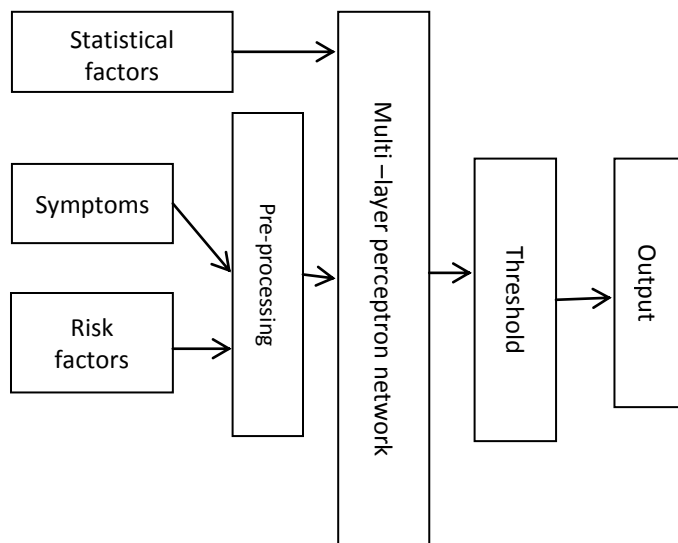 Statistical
factors
Symptoms
Risk
factors
Pre-processing
Multi –layer perceptron network
Threshold
Output